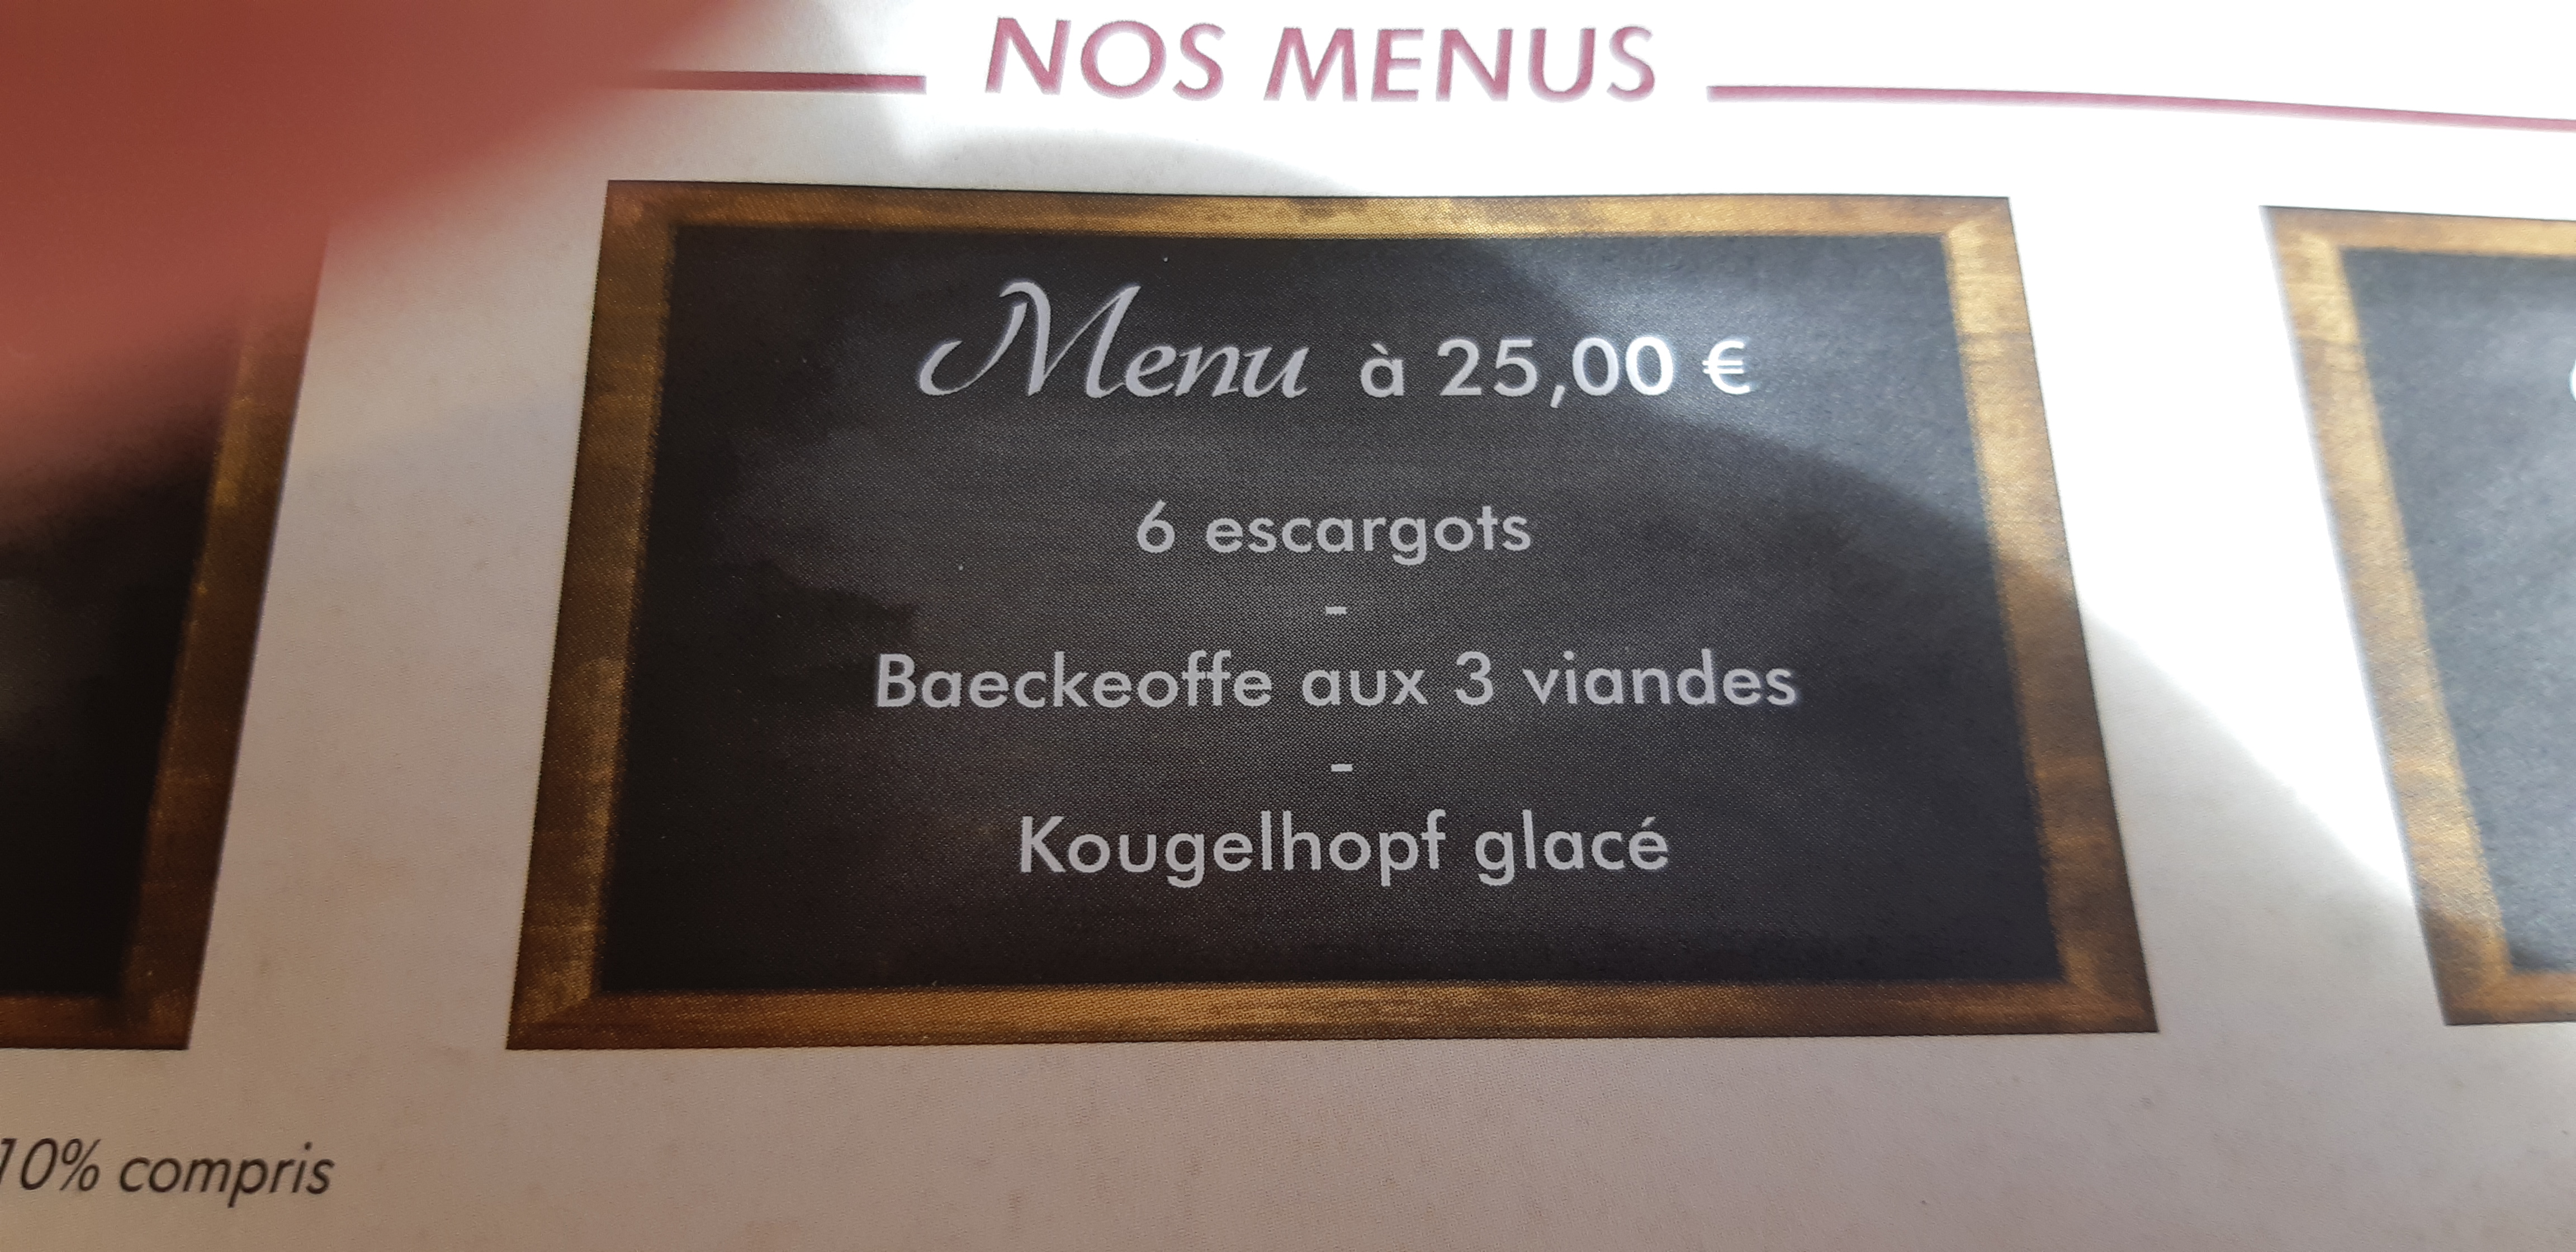 NOS MENUS
Menu à 25,00 €
6 escargots
-
Baeckeoffe aux 3 viandes
-
Kougelhopf glacé
10% compris